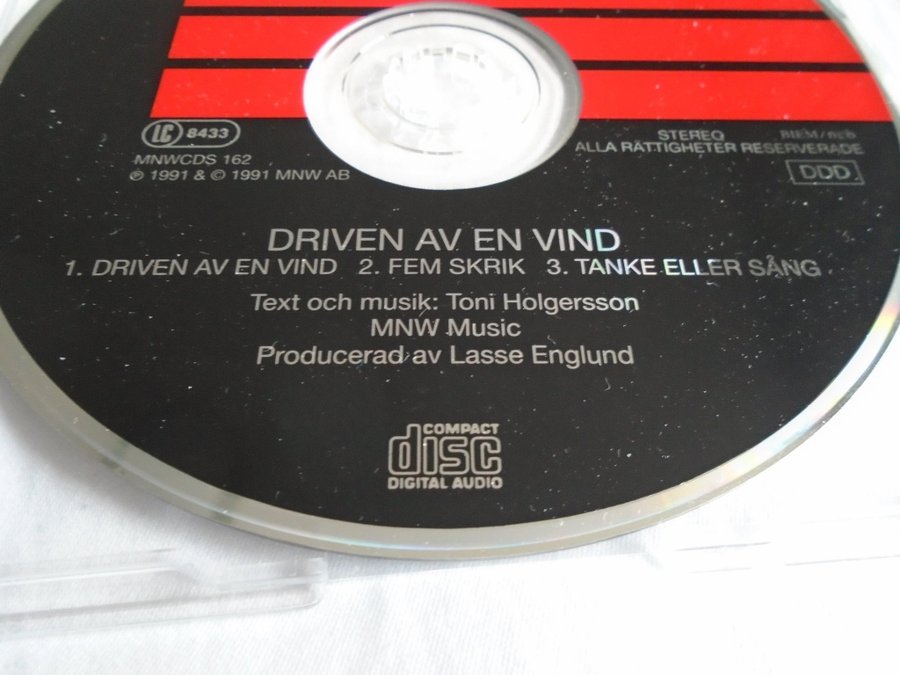 LC 8433
MNWCDS 162
℗ 1991 & © 1991 MNW AB
STEREO BIEM/ncb
ALLA RÄTTIGHETER RESERVERADE
DDD
DRIVEN AV EN VIND
1. DRIVEN AV EN VIND 2. FEM SKRIK 3. TANKE ELLER SÅNG
Text och musik: Toni Holgersson
MNW Music
Producerad av Lasse Englund
COMPACT
disc
DIGITAL AUDIO